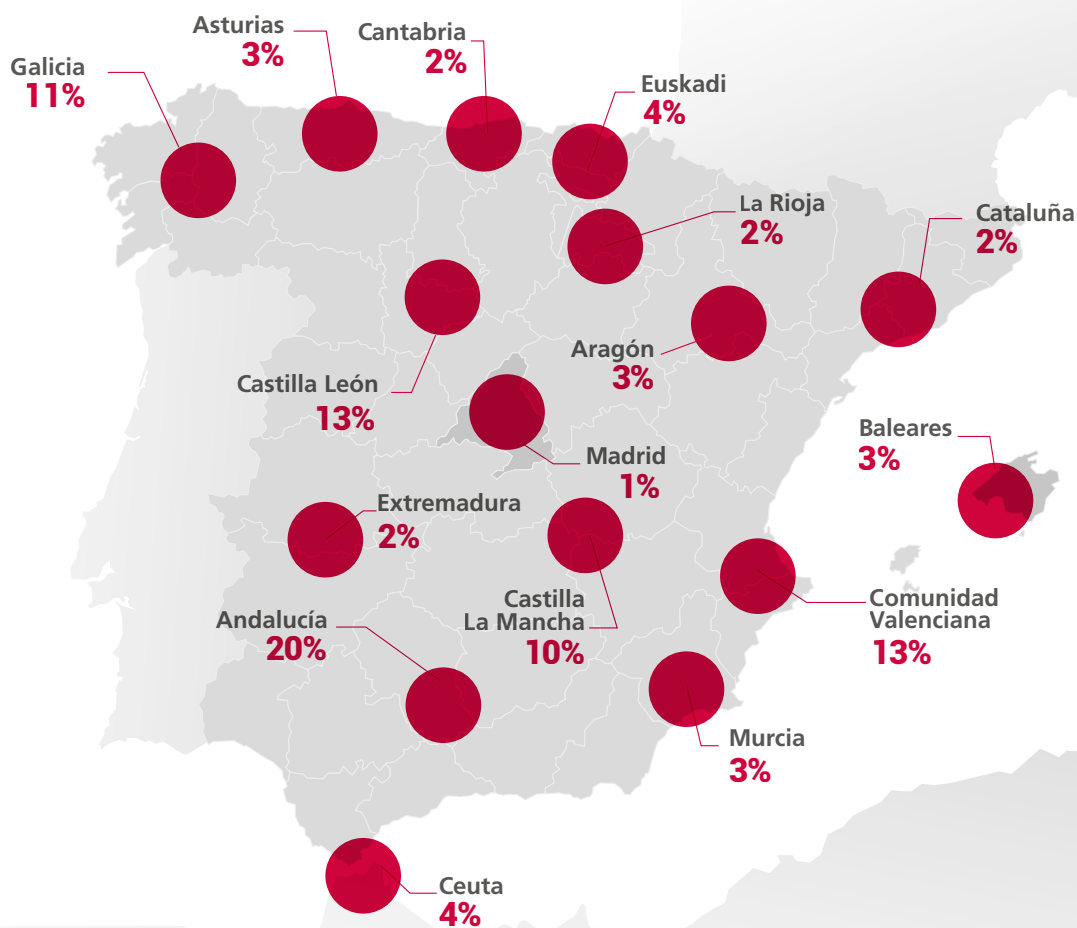 Asturias
3%
Cantabria
2%
Galicia
11%
Euskadi
4%
La Rioja
2%
Cataluña
2%
Aragón
3%
Castilla León
13%
Baleares
3%
Madrid
1%
Extremadura
2%
Castilla
La Mancha
10%
Comunidad
Valenciana
13%
Andalucía
20%
Murcia
3%
Ceuta
4%